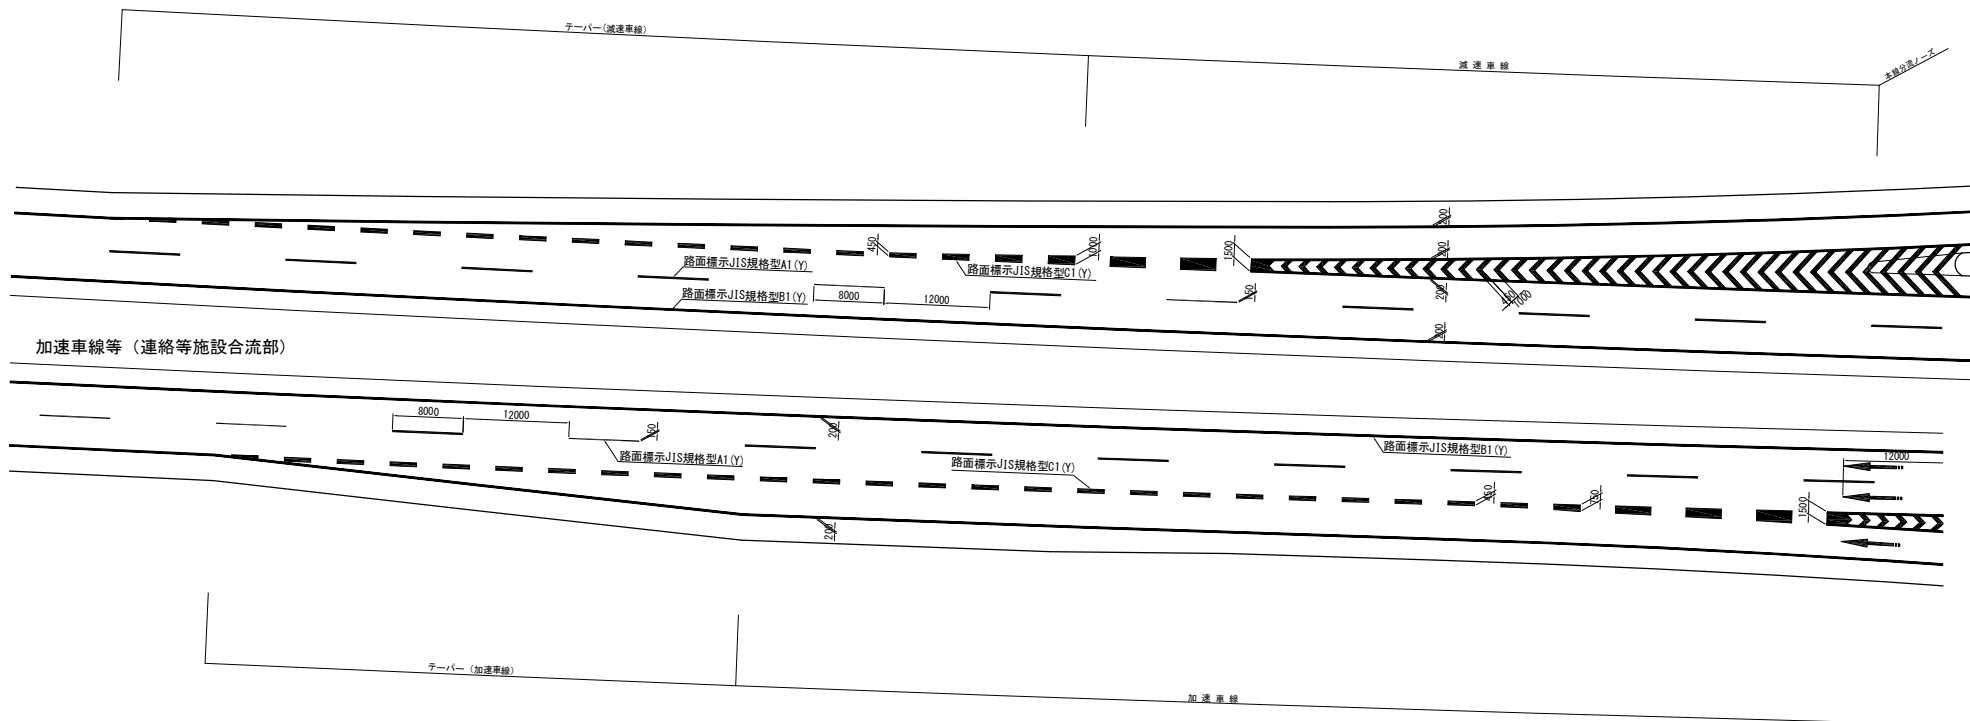 テーパー(減速車線)
減 速 車 線
本線分流ノーズ
200
450
1000
1500
200
路面標示JIS規格型A1(Y)
路面標示JIS規格型C1(Y)
路面標示JIS規格型B1(Y)
8000
12000
150
200
450
1000
200
加速車線等（連絡等施設合流部）
8000
12000
150
200
路面標示JIS規格型A1(Y)
路面標示JIS規格型C1(Y)
路面標示JIS規格型B1(Y)
12000
450
750
1500
200
テーパー（加速車線）
加 速 車 線